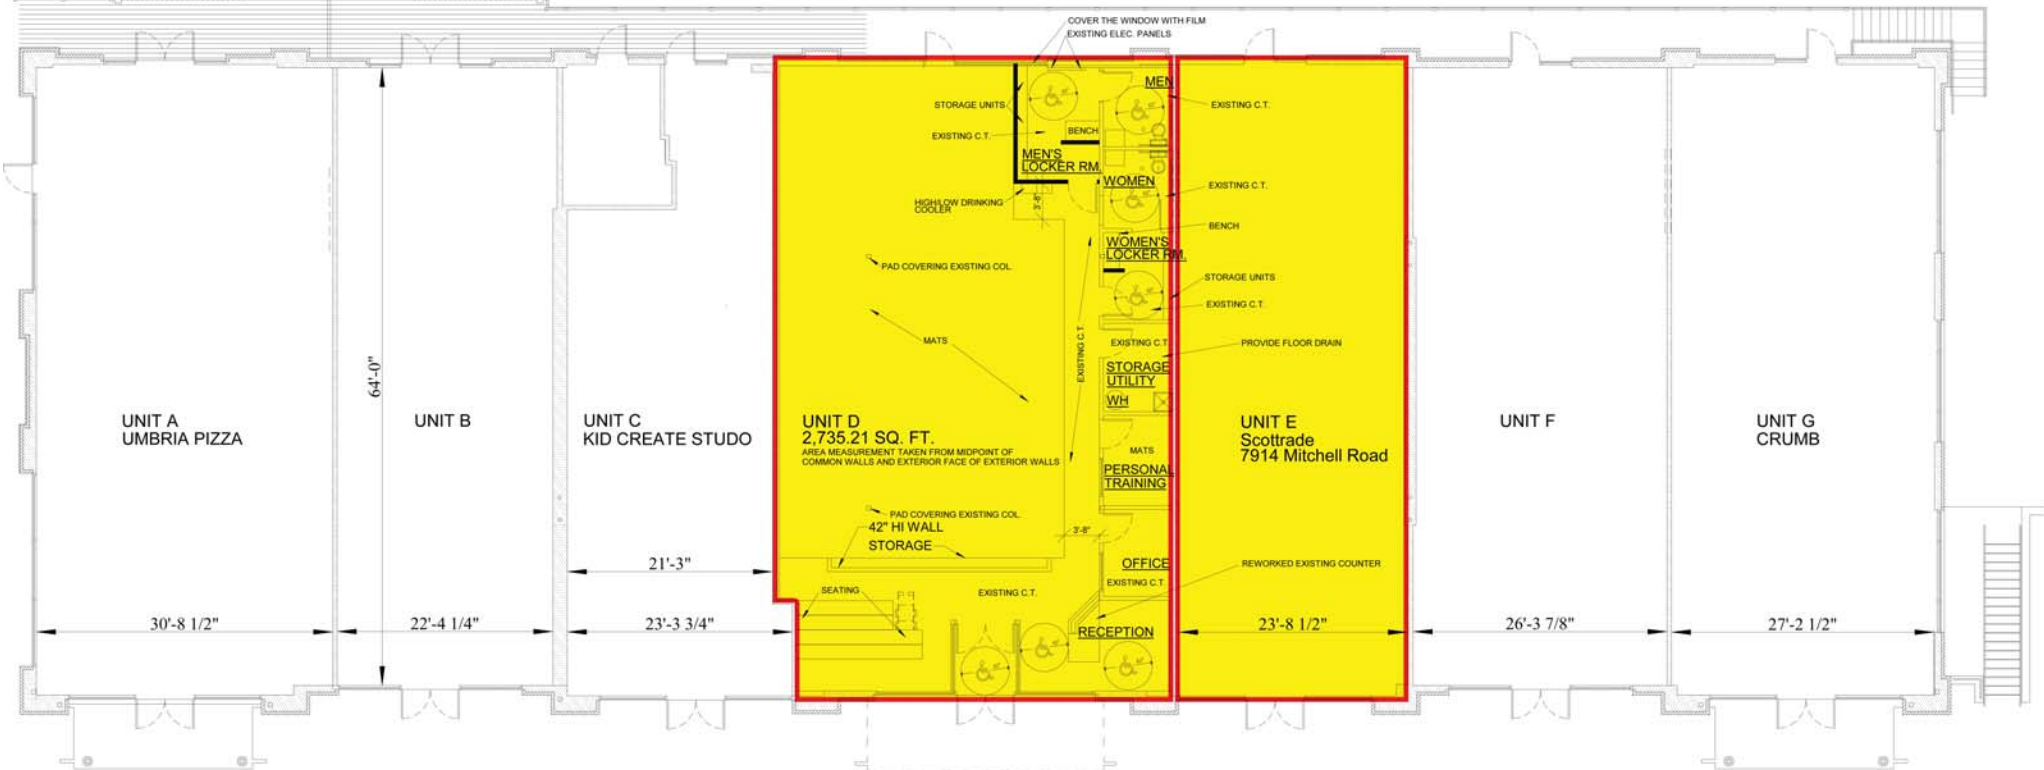 COVER THE WINDOW WITH FILM
EXISTING ELEC. PANELS
MEN
STORAGE UNITS
EXISTING C.T.
EXISTING C.T.
BENCH
MEN'S
LOCKER RM.
WOMEN
EXISTING C.T.
HIGH/LOW DRINKING
COOLER
3'-8"
BENCH
WOMEN'S
LOCKER RM.
PAD COVERING EXISTING COL.
STORAGE UNITS
EXISTING C.T.
MATS
EXISTING C.T.
EXISTING C.T.
PROVIDE FLOOR DRAIN
STORAGE
UTILITY
WH
64'-0"
UNIT A
UMBRIA PIZZA
UNIT B
UNIT C
KID CREATE STUDO
UNIT D
2,735.21 SQ. FT.
AREA MEASUREMENT TAKEN FROM MIDPOINT OF
COMMON WALLS AND EXTERIOR FACE OF EXTERIOR WALLS
MATS
PERSONAL
TRAINING
UNIT E
Scottrade
7914 Mitchell Road
UNIT F
UNIT G
CRUMB
PAD COVERING EXISTING COL.
42" HI WALL
STORAGE
3'-8"
OFFICE
EXISTING C.T.
REWORKED EXISTING COUNTER
21'-3"
SEATING
EXISTING C.T.
RECEPTION
30'-8 1/2"
22'-4 1/4"
23'-3 3/4"
23'-8 1/2"
26'-3 7/8"
27'-2 1/2"